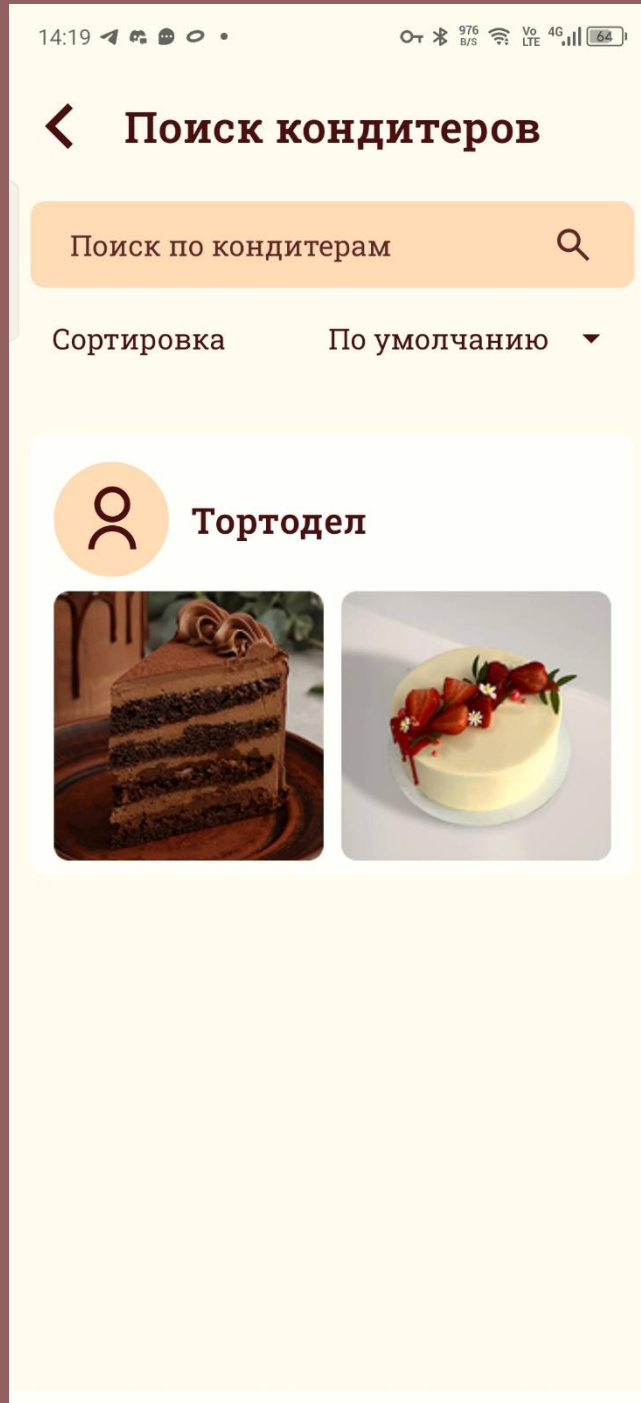 14:19 976 B/S Vo LTE 4G 64
Поиск кондитеров
Поиск по кондитерам
Сортировка По умолчанию
Тортодел